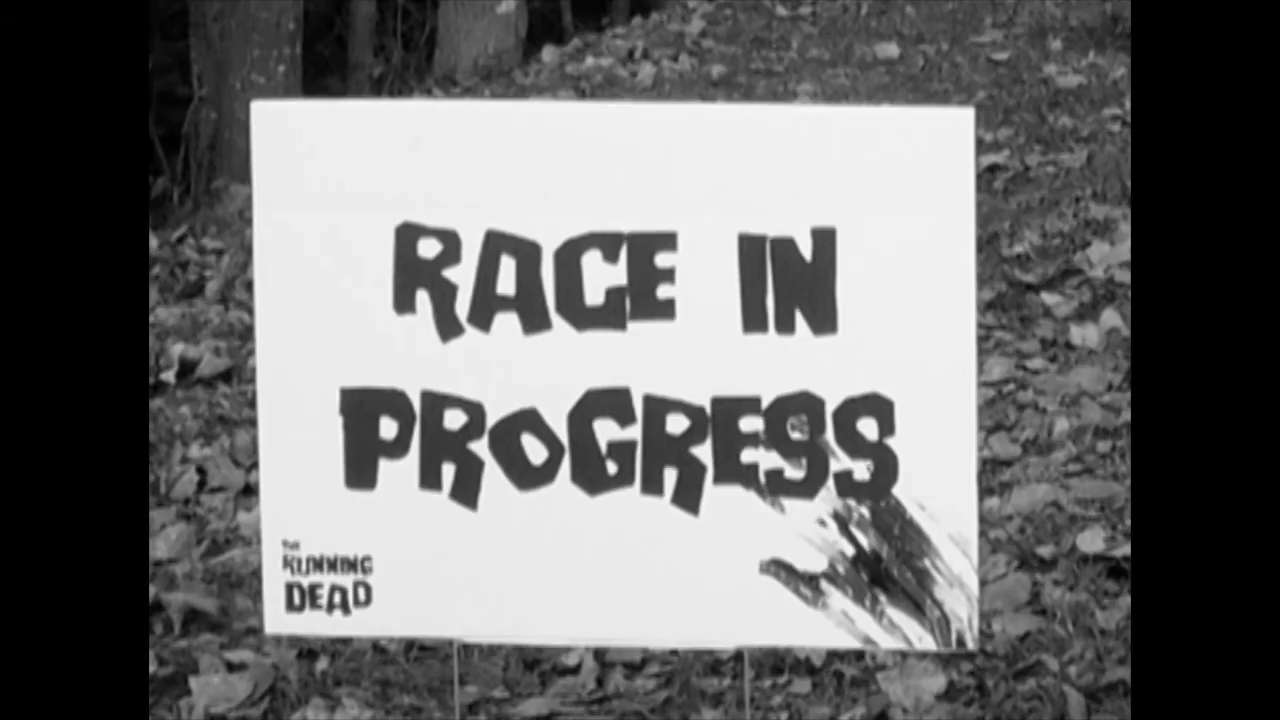 RACE IN
PROGRESS
THE
RUNNING
DEAD